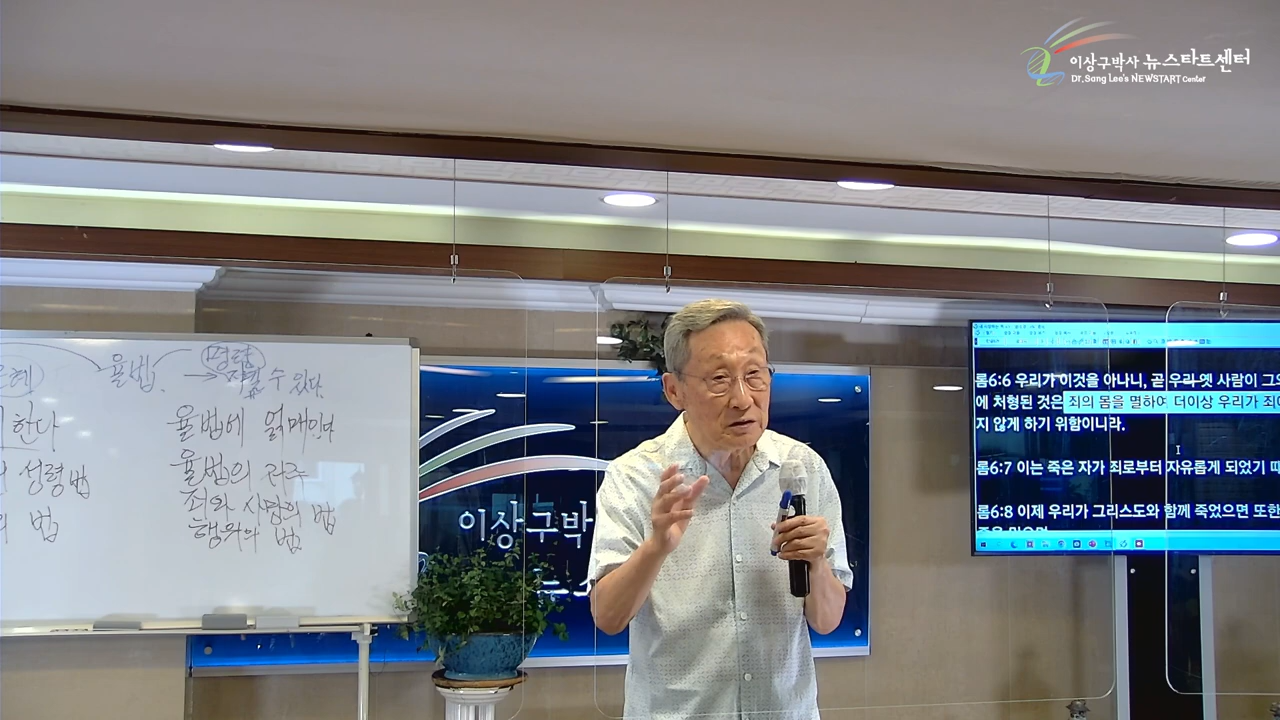 이상구박사 뉴스타트센터
Dr. Sang Lee's NEWSTART Center
율법
명령
수 있다
한다
율법에 얽매인다
성령법
율법의 저주
죄와 사망의 법
의 법
행위의 법
이상구박
뉴스
롬6:6 우리가 이것을 아나니, 곧 우리 옛 사람이 그
에 처형된 것은 죄의 몸을 멸하여 더이상 우리가 죄
지 않게 하기 위함이니라.
롬6:7 이는 죽은 자가 죄로부터 자유롭게 되었기 때
롬6:8 이제 우리가 그리스도와 함께 죽었으면 또한